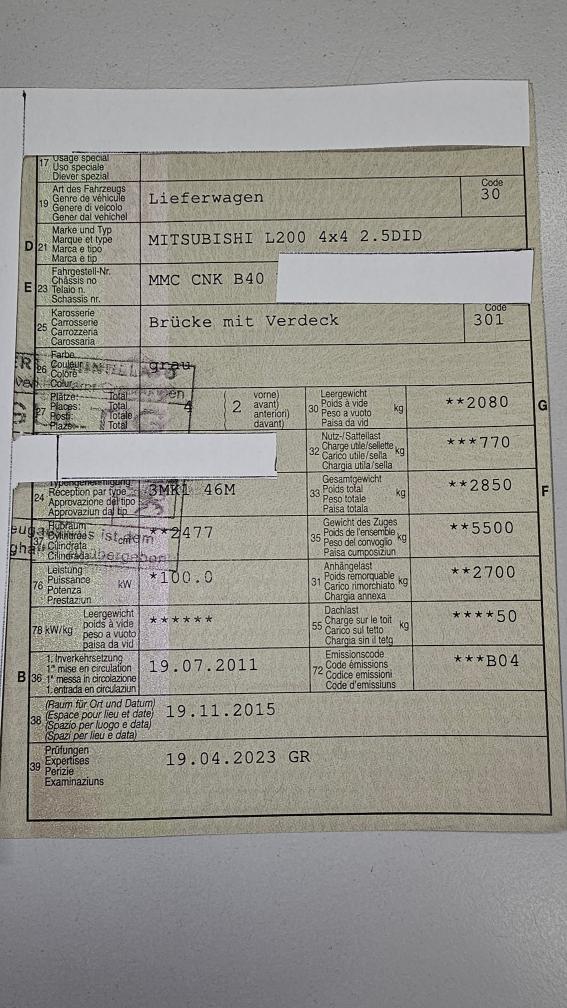 17 Usage spécial
Uso speciale
Diever spezial
19 Art des Fahrzeugs
Genre de véhicule
Genere di veicolo
Gener dal vehichel
Lieferwagen
Code
30
D 21 Marke und Typ
Marque et type
Marca e tipo
Marca e tip
MITSUBISHI L200 4x4 2.5DID
E 23 Fahrgestell-Nr.
Châssis no
Telaio n.
Schassis nr.
MMC CNK B40
25 Karosserie
Carrosserie
Carrozzeria
Carossaria
Brücke mit Verdeck
Code
301
26 Farbe
Couleur
Colore
Colur
grau
27 Plätze: Total
Places: Total
Posti: Totale
Plazs: Total
4
2
vorne)
avant)
anteriori)
davant)
30 Leergewicht
Poids à vide
Peso a vuoto
Paisa da vid
kg
**2080
G
32 Nutz-/Sattellast
Charge utile/sellette
Carico utile/sella
Chargia utila/sella
kg
***770
24 Typengenehmigung
Réception par type
Approvazione del tipo
Approvaziun dal tip
3MK1 46M
33 Gesamtgewicht
Poids total
Peso totale
Paisa totala
kg
**2850
F
37 Hubraum
Cylindrée
Cilindrata
Cilindrada
cm³
**2477
35 Gewicht des Zuges
Poids de l'ensemble
Peso del convoglio
Paisa cumposiziun
kg
**5500
76 Leistung
Puissance
Potenza
Prestaziun
kW
*100.0
31 Anhängelast
Poids remorquable
Carico rimorchiato
Chargia annexa
kg
**2700
78 kW/kg
Leergewicht
poids à vide
peso a vuoto
paisa da vid
******
55 Dachlast
Charge sur le toit
Carico sul tetto
Chargia sin il tetg
kg
****50
B 36 1. Inverkehrsetzung
1re mise en circulation
1a messa in circolazione
1. entrada en circulaziun
19.07.2011
72 Emissionscode
Code émissions
Codice emissioni
Code d'emissiuns
***B04
38 (Raum für Ort und Datum)
(Espace pour lieu et date)
(Spazio per luogo e data)
(Spazi per lieu e data)
19.11.2015
39 Prüfungen
Expertises
Perizie
Examinaziuns
19.04.2023 GR